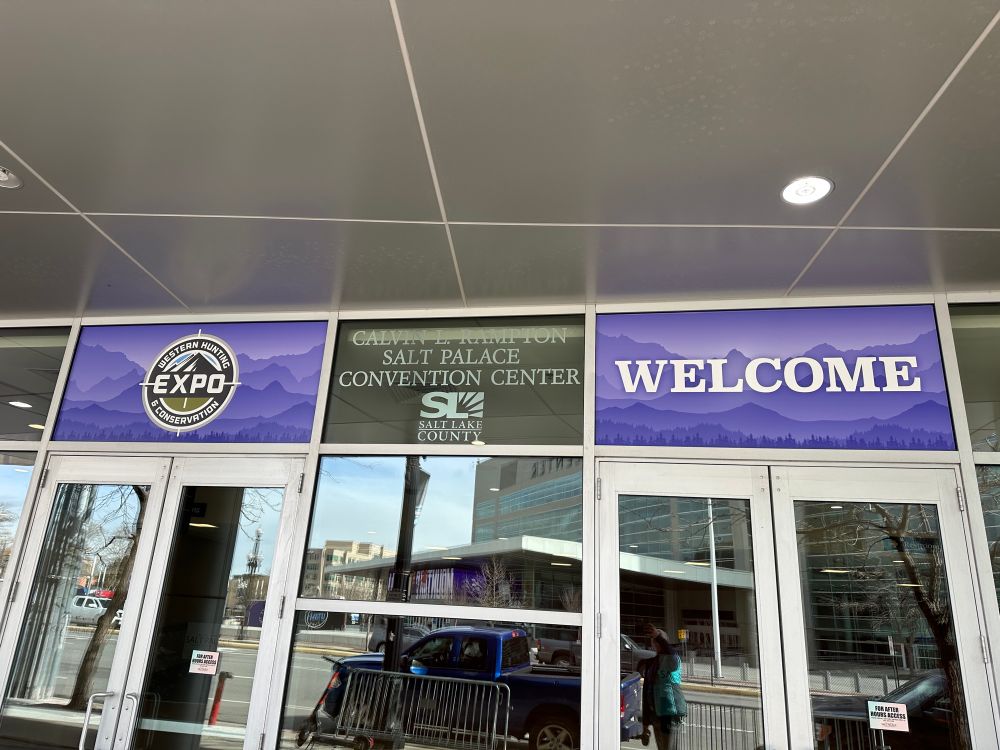 WESTERN HUNTING
EXPO
& CONSERVATION
CALVIN L. RAMPTON
SALT PALACE
CONVENTION CENTER
SL
SALT LAKE
COUNTY
WELCOME
FOR AFTER
HOURS ACCESS
FOR AFTER
HOURS ACCESS